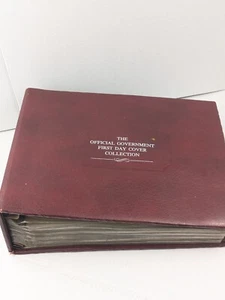 THE
OFFICIAL GOVERNMENT
FIRST DAY COVER
COLLECTION